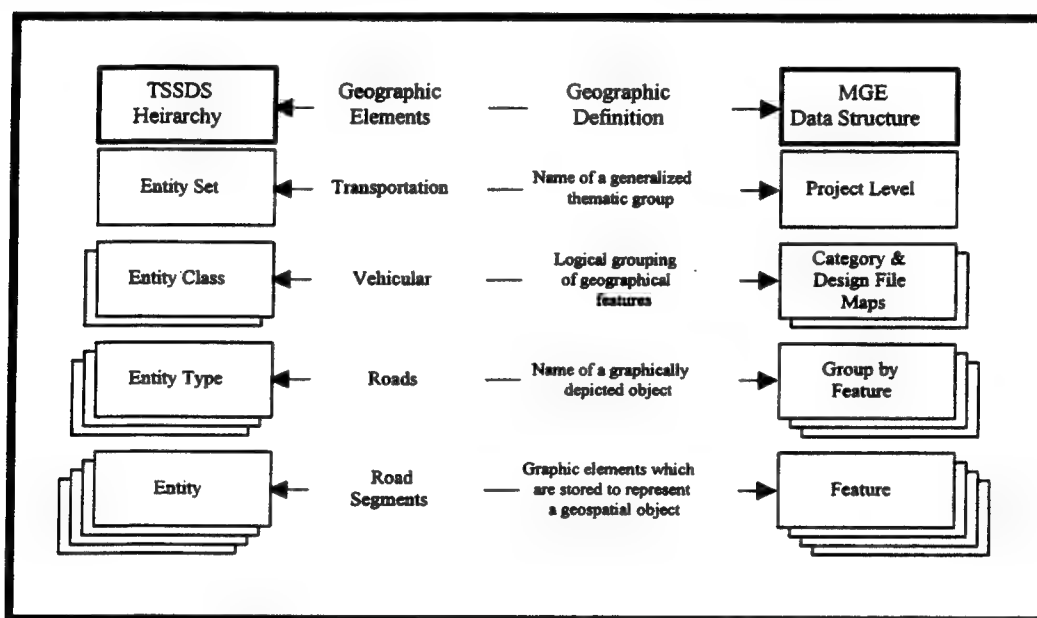 TSSDS
Heirarchy
Geographic
Elements
Geographic
Definition
MGE
Data Structure
Entity Set
Transportation
Name of a generalized
thematic group
Project Level
Entity Class
Vehicular
Logical grouping
of geographical
features
Category &
Design File
Maps
Entity Type
Roads
Name of a graphically
depicted object
Group by
Feature
Entity
Road
Segments
Graphic elements which
are stored to represent
a geospatial object
Feature